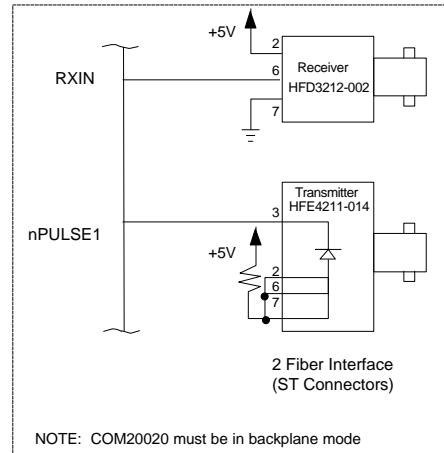 +5V
2
Receiver
HFD3212-002
RXIN
6
7
Transmitter
HFE4211-014
3
nPULSE1
+5V
2
6
7
2 Fiber Interface
(ST Connectors)
NOTE: COM20020 must be in backplane mode